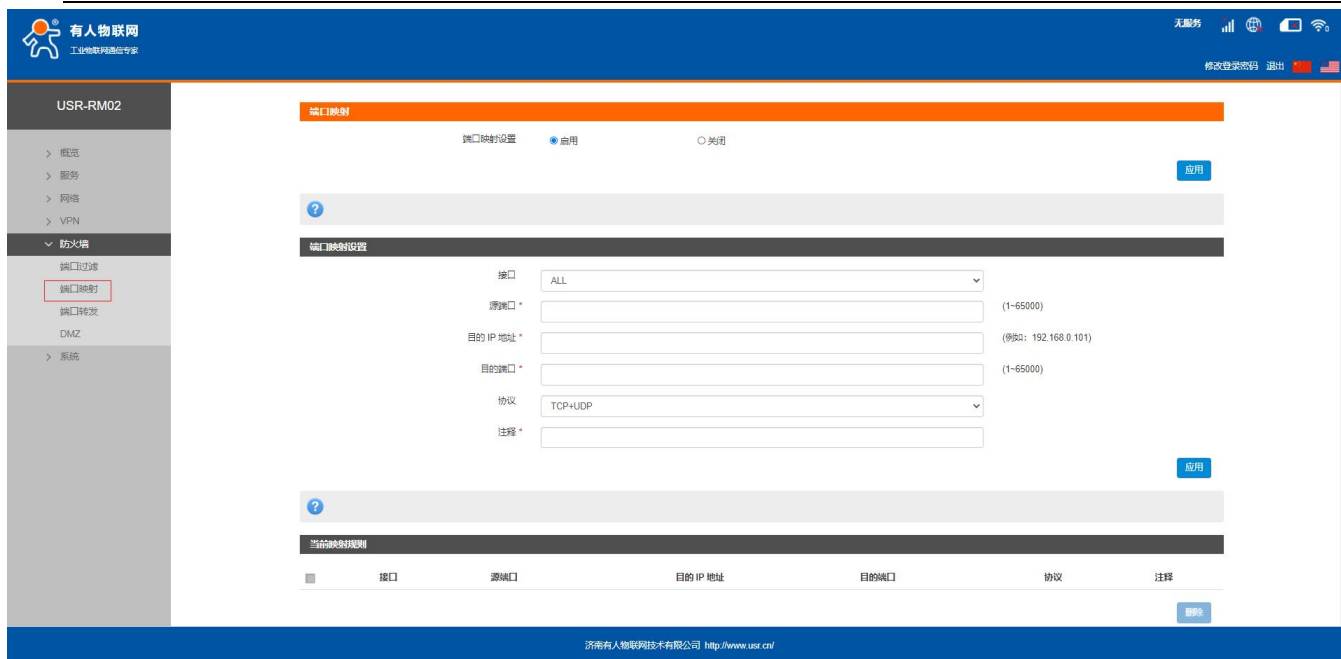 有人物联网
工业物联网通信专家
无服务
修改登录密码 退出
USR-RM02
> 概览
> 服务
> 网络
> VPN
防火墙
端口过滤
端口映射
端口转发
DMZ
> 系统
端口映射
端口映射设置 启用 关闭
应用
?
端口映射设置
接口 ALL
源端口 * (1~65000)
目的 IP 地址 * (例如：192.168.0.101)
目的端口 * (1~65000)
协议 TCP+UDP
注释 *
应用
?
当前映射规则
接口 源端口 目的 IP 地址 目的端口 协议 注释
删除
济南有人物联网技术有限公司 http://www.usr.cn/